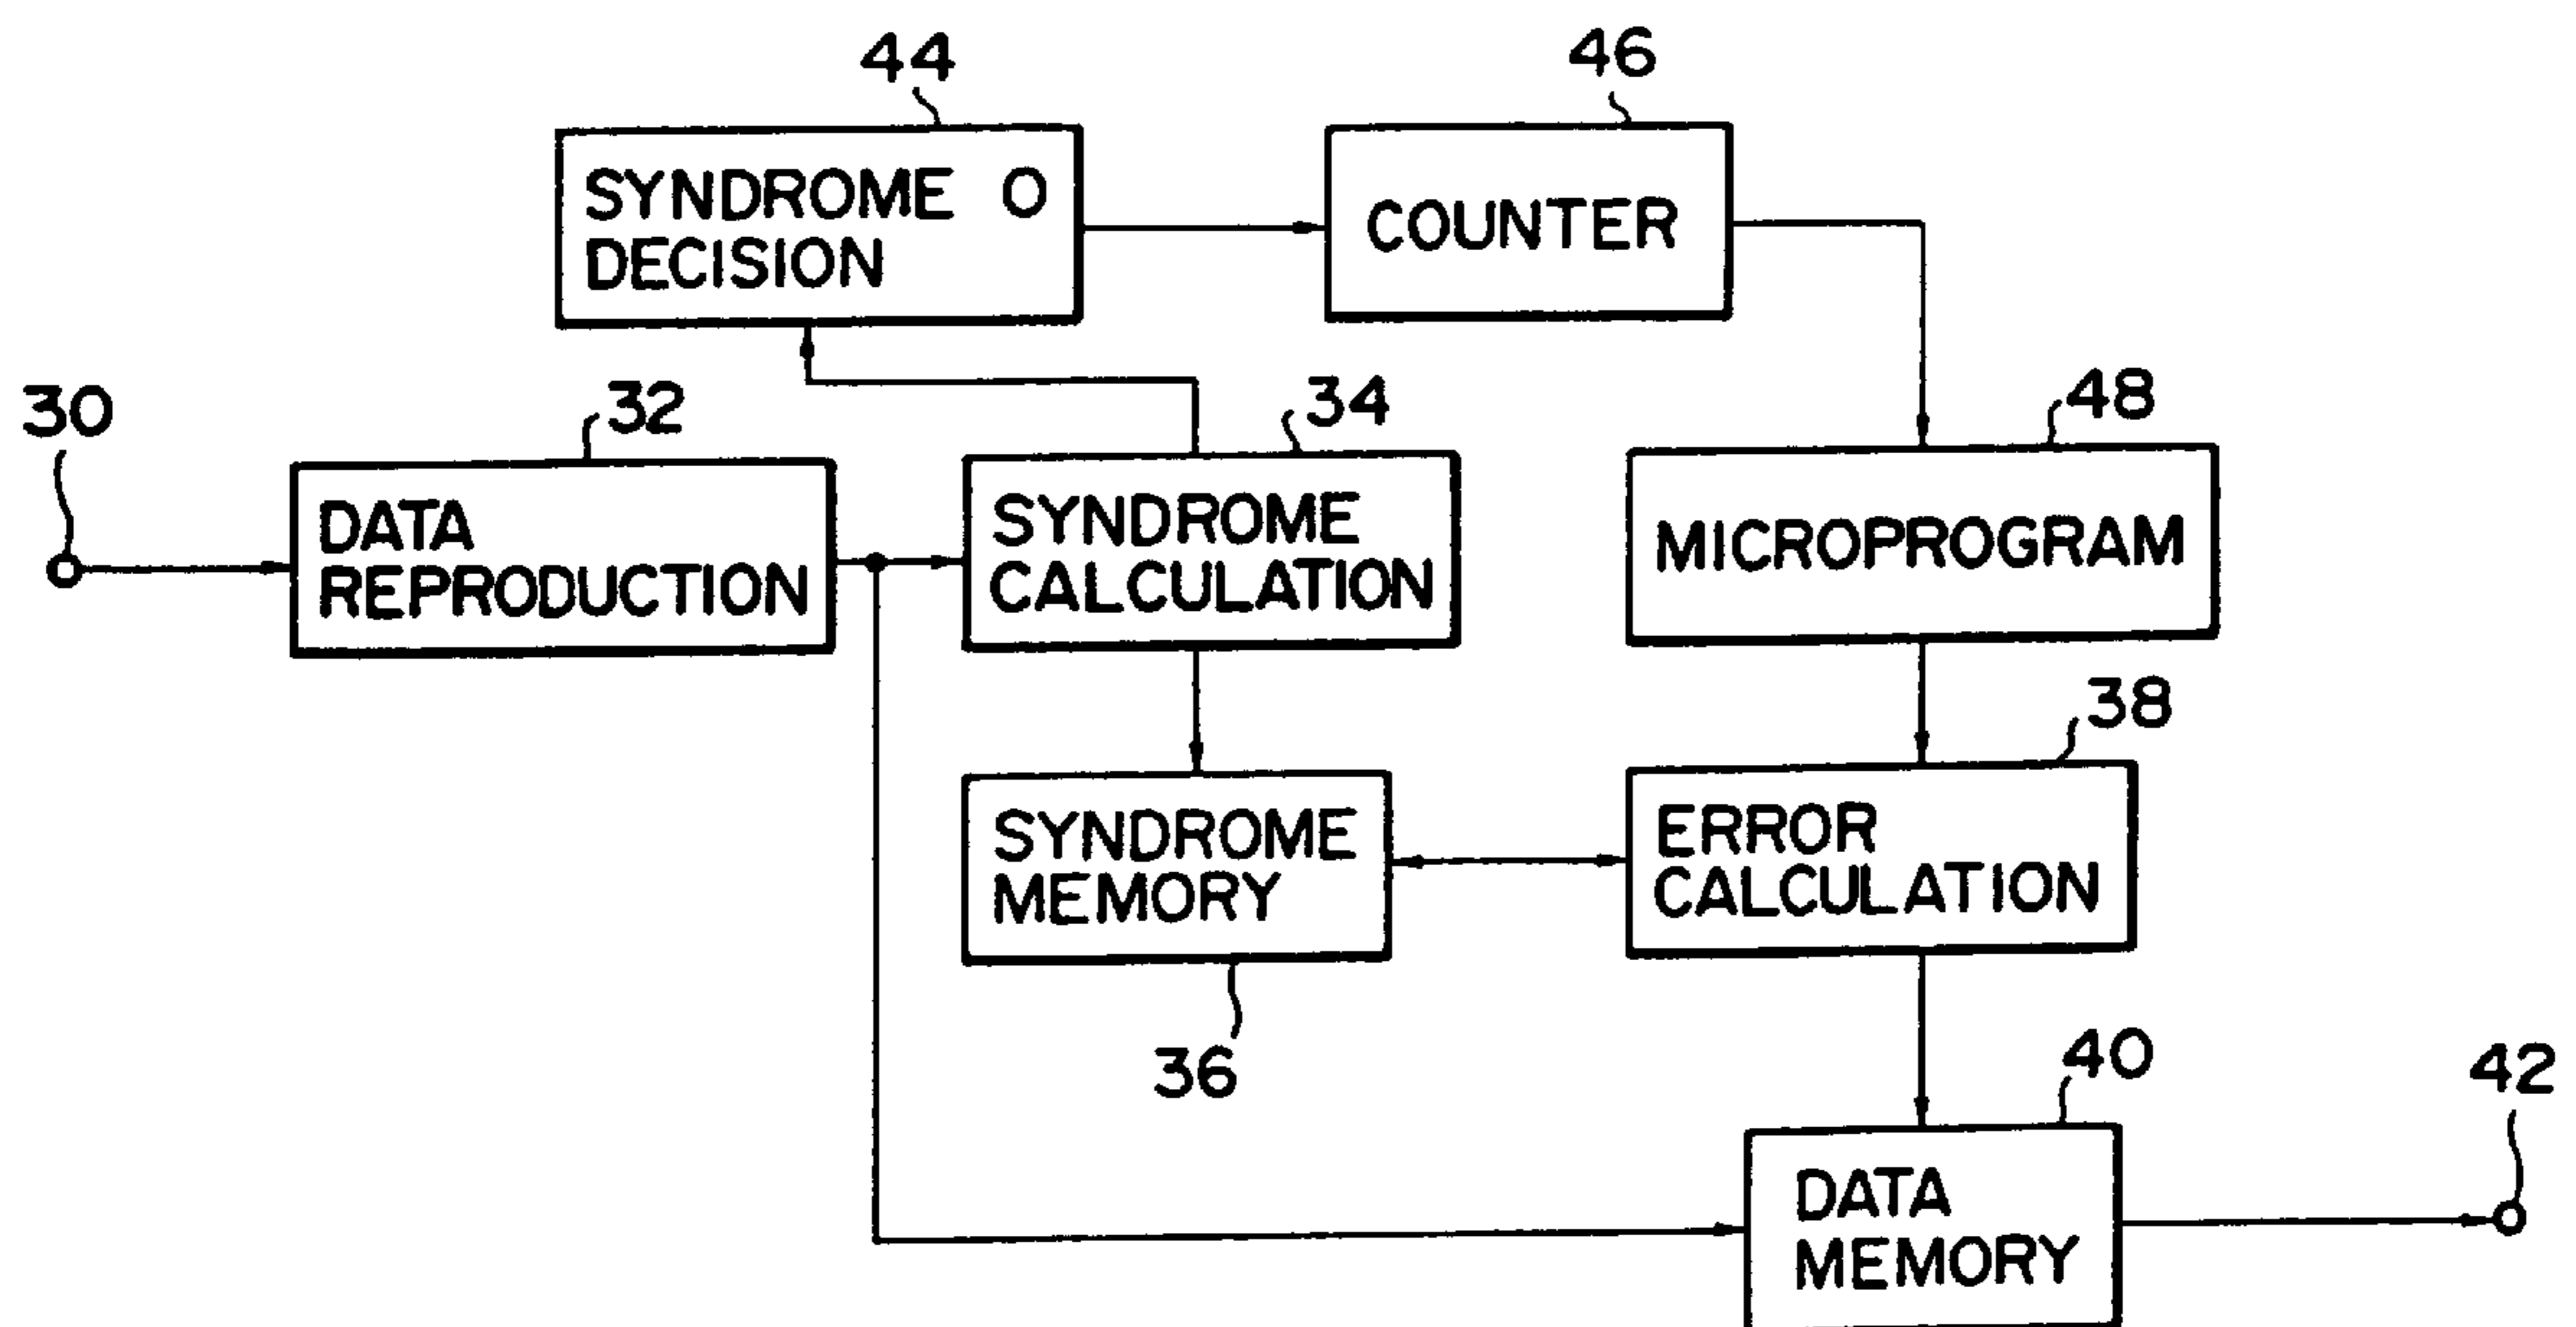 44
46
SYNDROME 0
DECISION
COUNTER
30
32
34
48
DATA
REPRODUCTION
SYNDROME
CALCULATION
MICROPROGRAM
38
SYNDROME
MEMORY
ERROR
CALCULATION
36
40
42
DATA
MEMORY